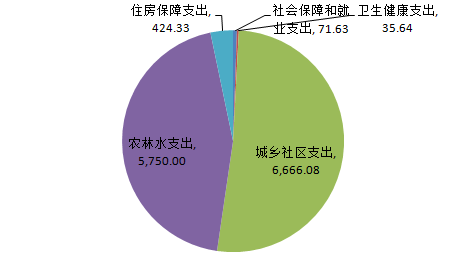 住房保障支出,
424.33
社会保障和就
业支出, 71.63
卫生健康支出,
35.64
城乡社区支出,
6,666.08
农林水支出,
5,750.00